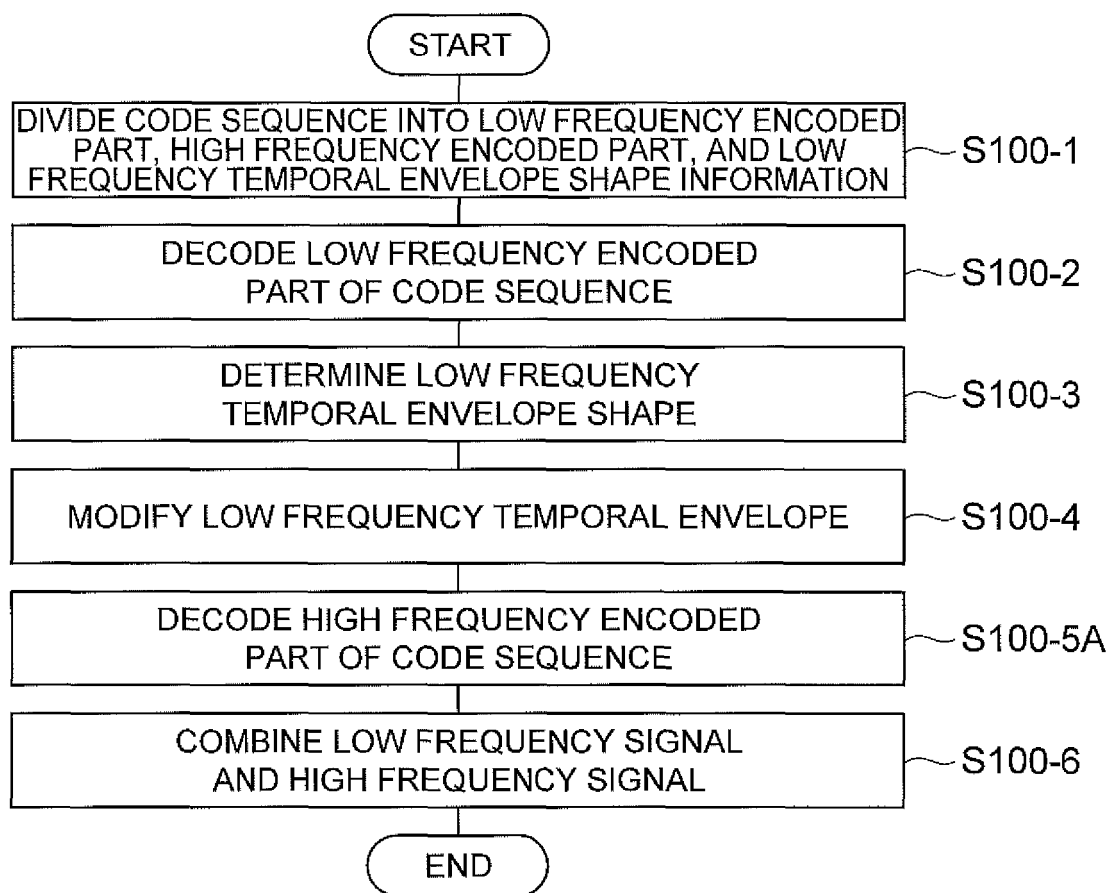 START
DIVIDE CODE SEQUENCE INTO LOW FREQUENCY ENCODED
PART, HIGH FREQUENCY ENCODED PART, AND LOW
FREQUENCY TEMPORAL ENVELOPE SHAPE INFORMATION
S100-1
DECODE LOW FREQUENCY ENCODED
PART OF CODE SEQUENCE
S100-2
DETERMINE LOW FREQUENCY
TEMPORAL ENVELOPE SHAPE
S100-3
MODIFY LOW FREQUENCY TEMPORAL ENVELOPE
S100-4
DECODE HIGH FREQUENCY ENCODED
PART OF CODE SEQUENCE
S100-5A
COMBINE LOW FREQUENCY SIGNAL
AND HIGH FREQUENCY SIGNAL
S100-6
END